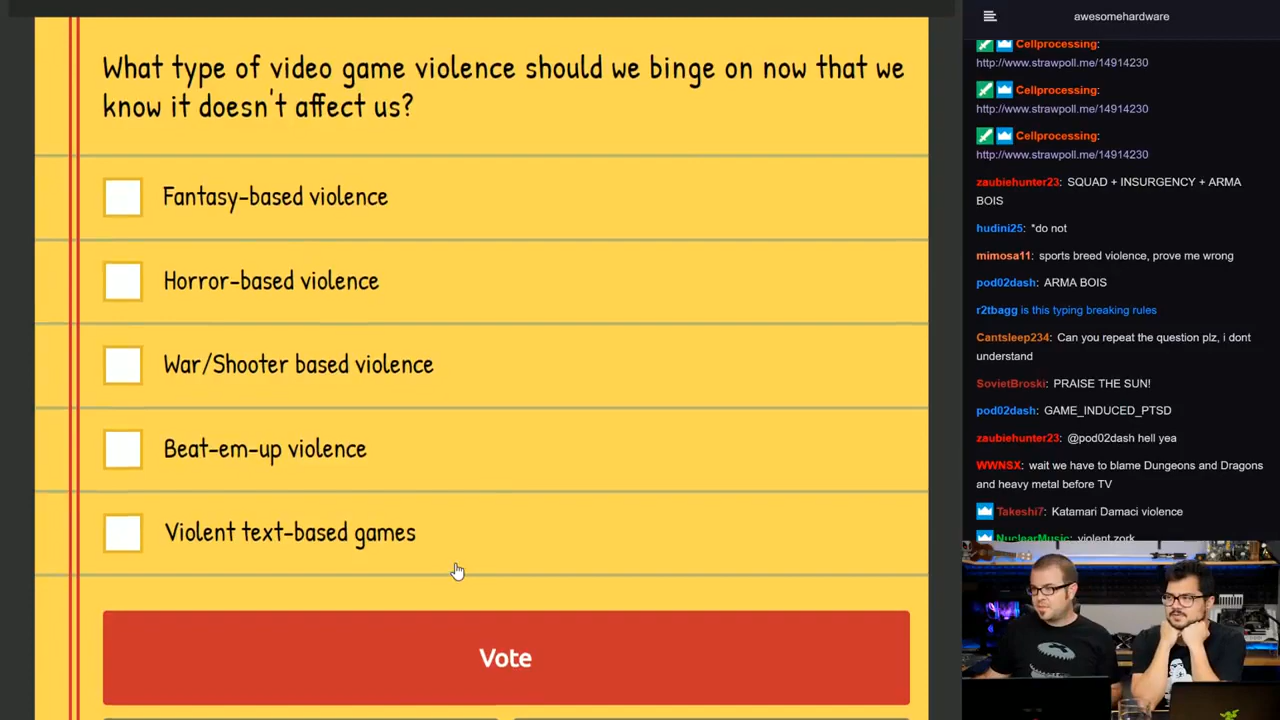 What type of video game violence should we binge on now that we
know it doesn't affect us?
Fantasy-based violence
Horror-based violence
War/Shooter based violence
Beat-em-up violence
Violent text-based games
Vote
awesomehardware
Cellprocessing:
http://www.strawpoll.me/14914230
Cellprocessing:
http://www.strawpoll.me/14914230
Cellprocessing:
http://www.strawpoll.me/14914230
zaubiehunter23: SQUAD + INSURGENCY + ARMA
BOIS
hudini25: *do not
mimosa11: sports breed violence, prove me wrong
pod02dash: ARMA BOIS
r2tbagg is this typing breaking rules
Cantsleep234: Can you repeat the question plz, i dont
understand
SovietBroski: PRAISE THE SUN!
pod02dash: GAME_INDUCED_PTSD
zaubiehunter23: @pod02dash hell yea
WWNSX: wait we have to blame Dungeons and Dragons
and heavy metal before TV
Takeshi7: Katamari Damaci violence
NuclearMusic: violent zork